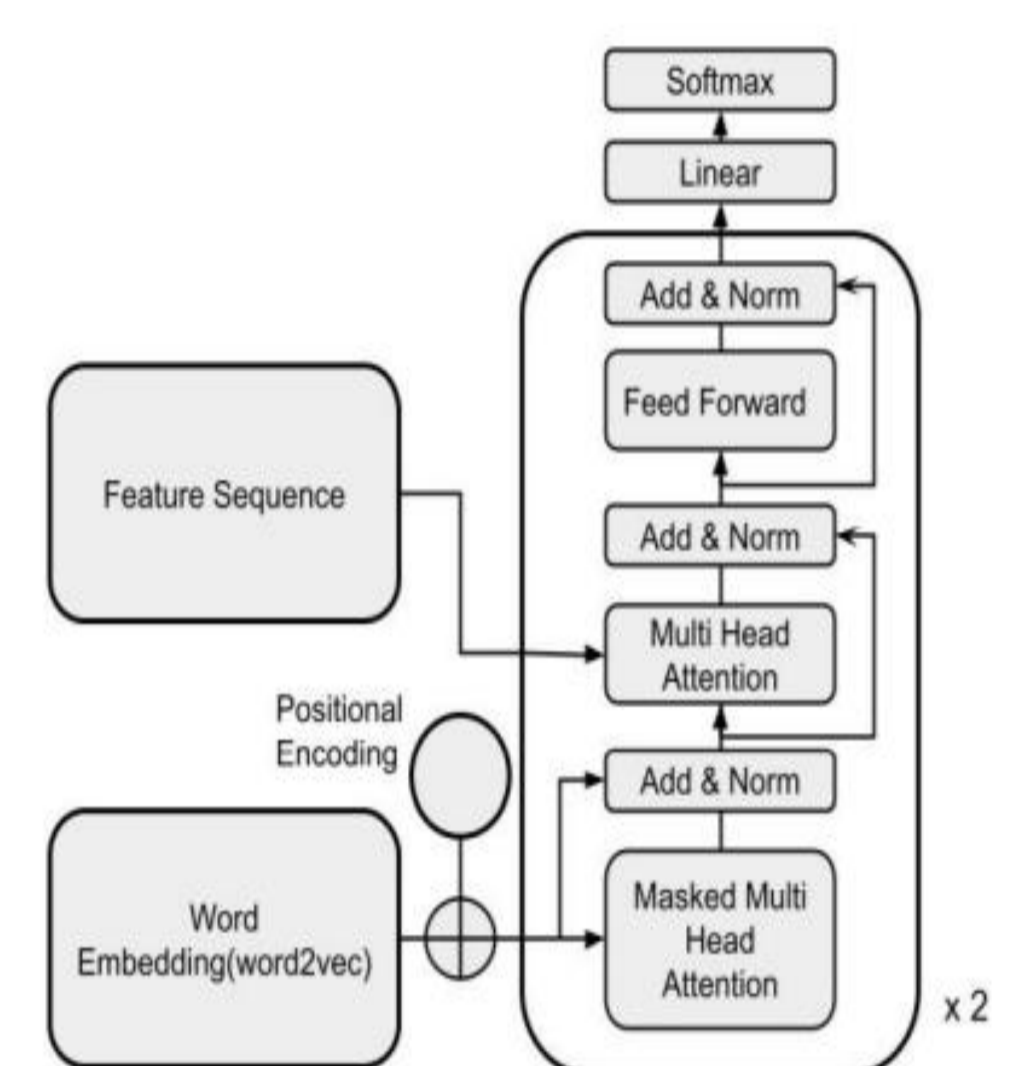 Softmax
Linear
Add & Norm
Feed Forward
Feature Sequence
Add & Norm
Multi Head
Attention
Positional
Encoding
Add & Norm
Word
Embedding(word2vec)
Masked Multi
Head
Attention
x 2